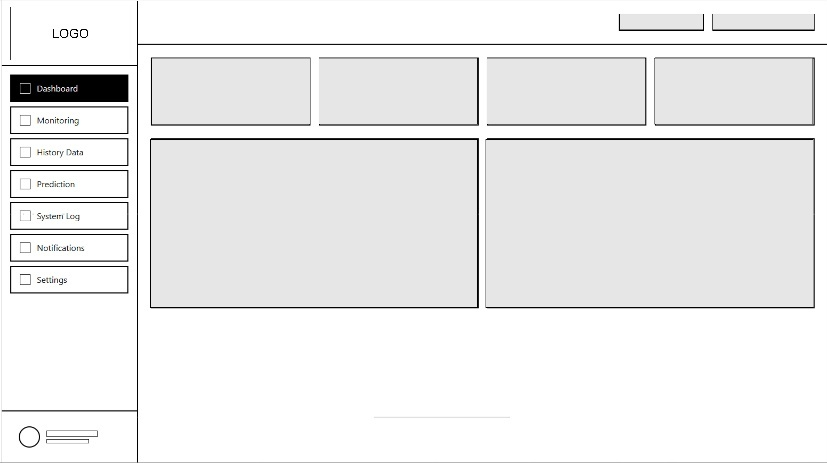 LOGO
Dashboard
Monitoring
History Data
Prediction
System Log
Notifications
Settings